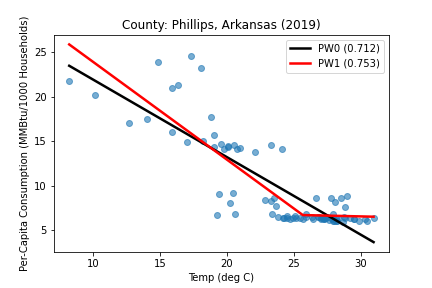 County: Phillips, Arkansas (2019)
Per-Capita Consumption (MMBtu/1000 Households)
25
20
15
10
5
PW0 (0.712)
PW1 (0.753)
10 15 20 25 30
Temp (deg C)